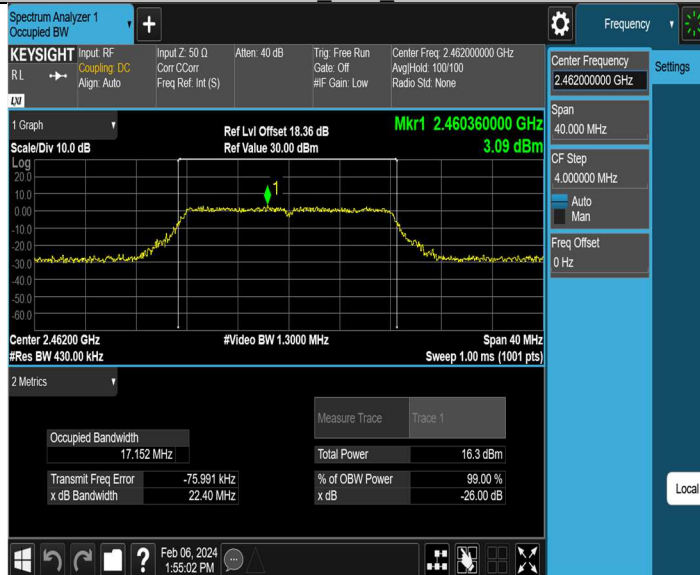 Spectrum Analyzer 1
Occupied BW
Frequency
KEYSIGHT
Input: RF
Input Z: 50 Ω
Atten: 40 dB
Trig: Free Run
Center Freq: 2.462000000 GHz
RL
Coupling: DC
Corr CCorr
Gate: Off
Avg|Hold: 100/100
Align: Auto
Freq Ref: Int (S)
#IF Gain: Low
Radio Std: None
LXI
Center Frequency
2.462000000 GHz
Settings
Span
40.000 MHz
CF Step
4.000000 MHz
Auto
Man
Freq Offset
0 Hz
Local
1 Graph
Ref Lvl Offset 18.36 dB
Mkr1 2.460360000 GHz
Scale/Div 10.0 dB
Ref Value 30.00 dBm
3.09 dBm
Log
20.0
10.0
0.00
-10.0
-20.0
-30.0
-40.0
-50.0
-60.0
1
Center 2.46200 GHz
#Video BW 1.3000 MHz
Span 40 MHz
#Res BW 430.00 kHz
Sweep 1.00 ms (1001 pts)
2 Metrics
Measure Trace
Trace 1
Occupied Bandwidth
17.152 MHz
Total Power
16.3 dBm
Transmit Freq Error
-75.991 kHz
% of OBW Power
99.00 %
x dB Bandwidth
22.40 MHz
x dB
-26.00 dB
?
Feb 06, 2024
1:55:02 PM